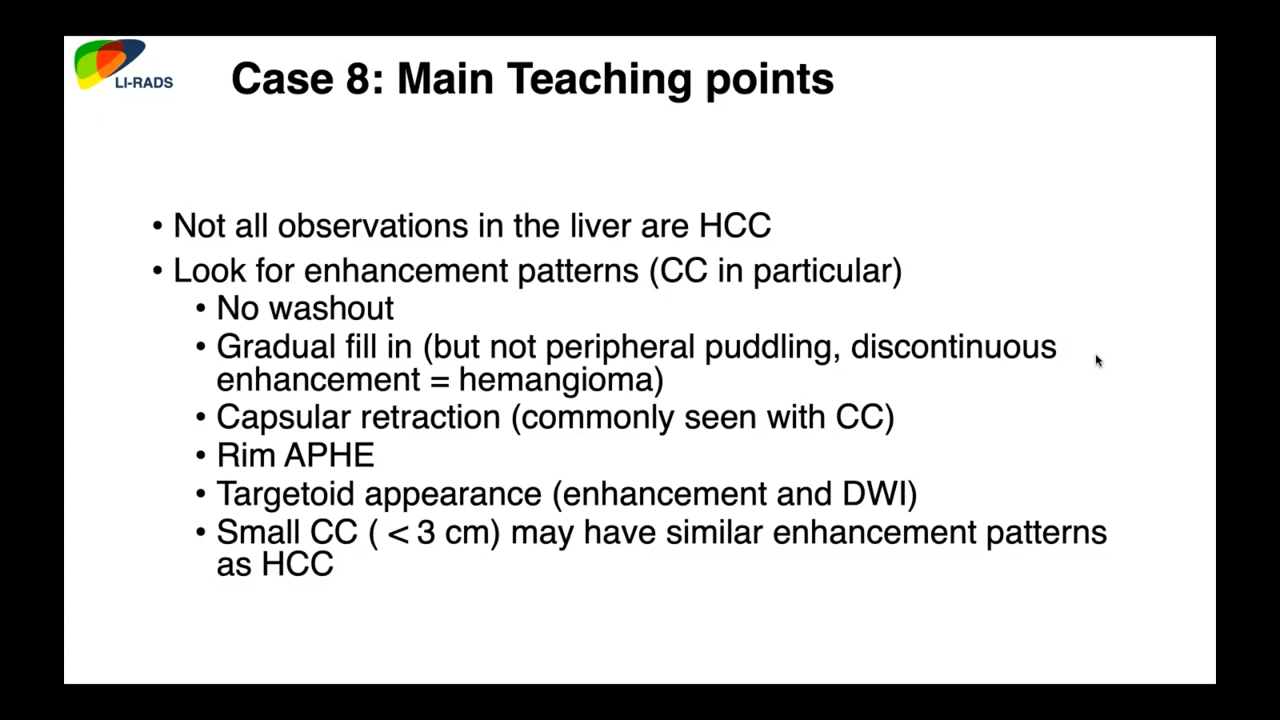 LI-RADS
Case 8: Main Teaching points
• Not all observations in the liver are HCC
• Look for enhancement patterns (CC in particular)
• No washout
• Gradual fill in (but not peripheral puddling, discontinuous
enhancement = hemangioma)
• Capsular retraction (commonly seen with CC)
• Rim APHE
• Targetoid appearance (enhancement and DWI)
• Small CC ( < 3 cm) may have similar enhancement patterns
as HCC